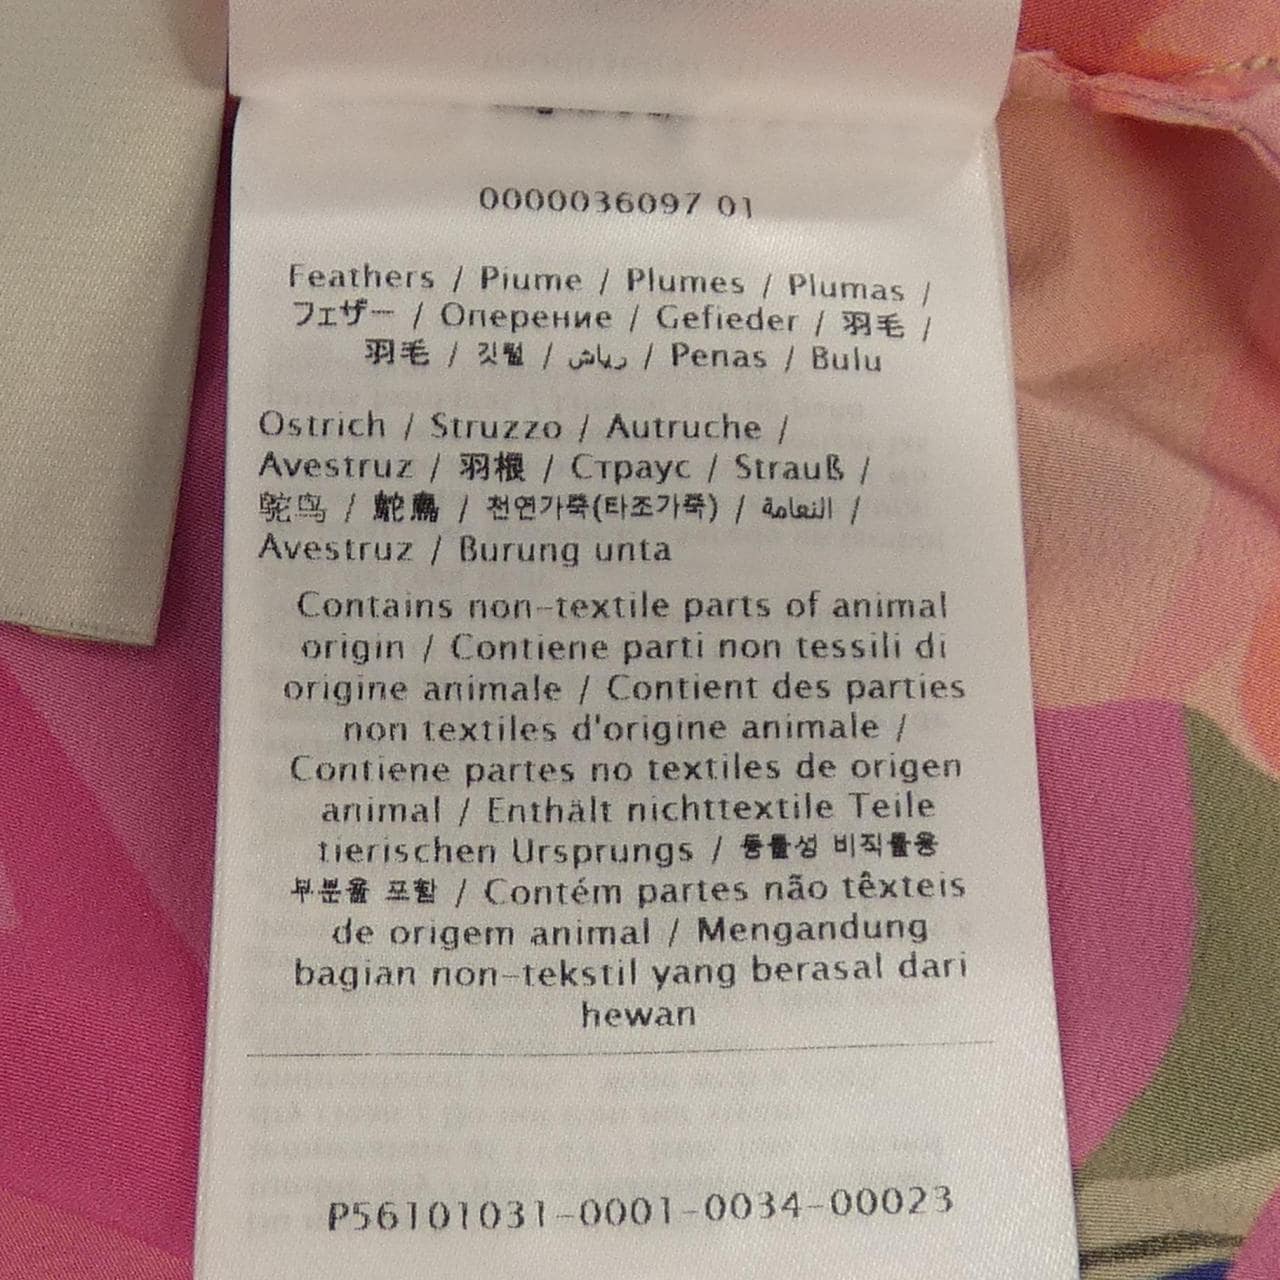 0000036097 01
Feathers / Piume / Plumes / Plumas /
フェザー / Оперение / Gefieder / 羽毛 /
羽毛 / 깃털 / رياش / Penas / Bulu
Ostrich / Struzzo / Autruche /
Avestruz / 羽根 / Страус / Strauß /
鸵鸟 / 鴕鳥 / 천연가죽(타조가죽) / النعامة /
Avestruz / Burung unta
Contains non-textile parts of animal
origin / Contiene parti non tessili di
origine animale / Contient des parties
non textiles d'origine animale /
Contiene partes no textiles de origen
animal / Enthält nichttextile Teile
tierischen Ursprungs / 동물성 비직물용
부분을 포함 / Contém partes não têxteis
de origem animal / Mengandung
bagian non-tekstil yang berasal dari
hewan
P56101031-0001-0034-00023